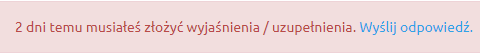 2 dni temu musiałeś złożyć wyjaśnienia / uzupełnienia. Wyślij odpowiedź.